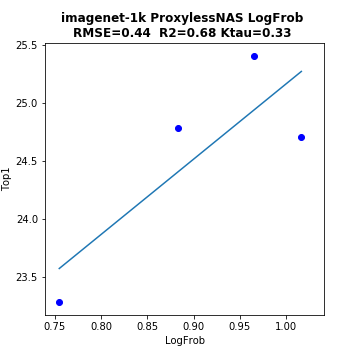 imagenet-1k ProxylessNAS LogFrob
RMSE=0.44 R2=0.68 Ktau=0.33
25.5
25.0
24.5
24.0
23.5
Top1
0.75
0.80
0.85
0.90
0.95
1.00
LogFrob